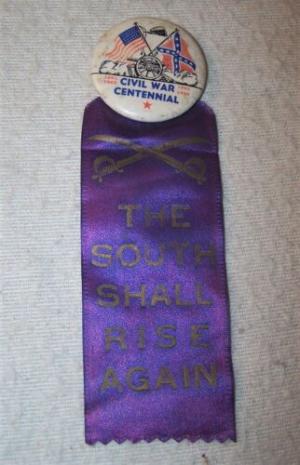 CIVIL WAR
CENTENNIAL
THE
SOUTH
SHALL
RISE
AGAIN